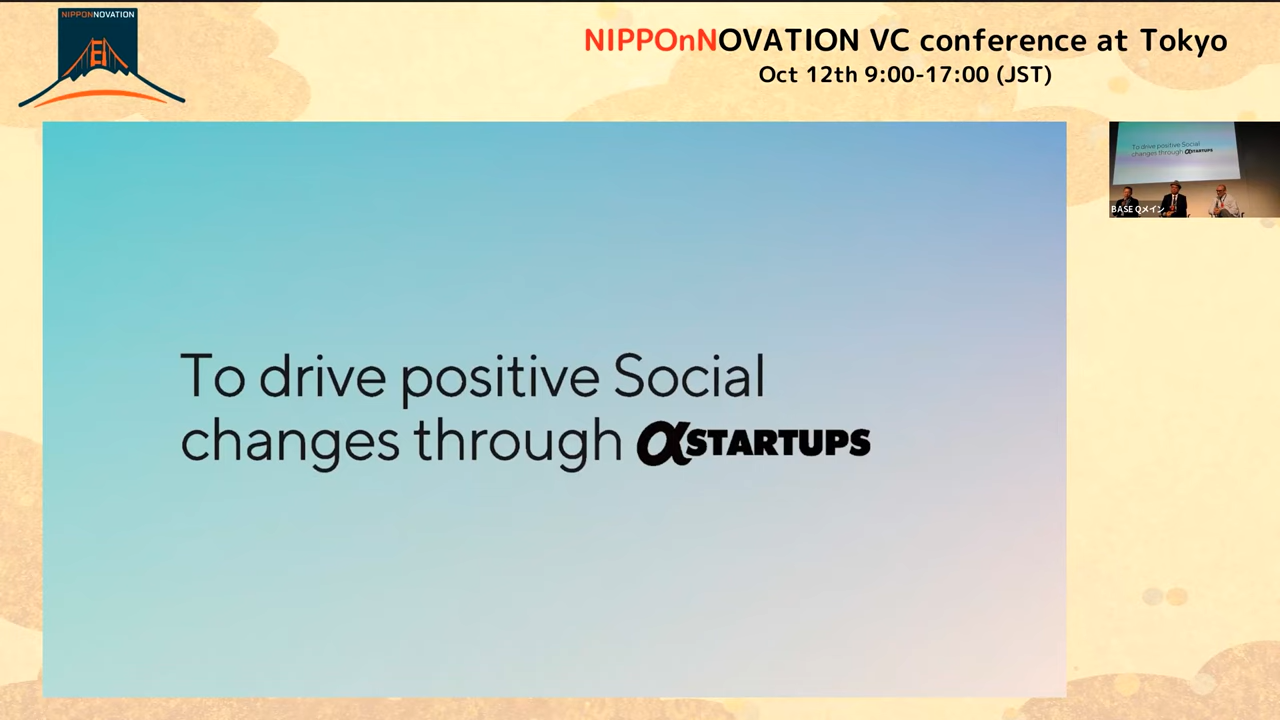 NIPPONNOVATION
NIPPOnNOVATION VC conference at Tokyo
Oct 12th 9:00-17:00 (JST)
To drive positive Social
changes through αSTARTUPS
To drive positive Social
changes through αSTARTUPS
BASE Qメイン